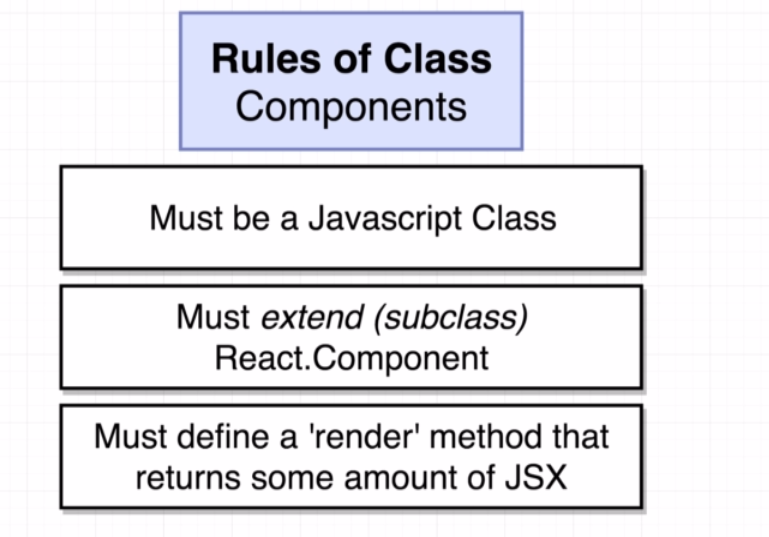 Rules of Class
Components
Must be a Javascript Class
Must extend (subclass)
React.Component
Must define a 'render' method that
returns some amount of JSX